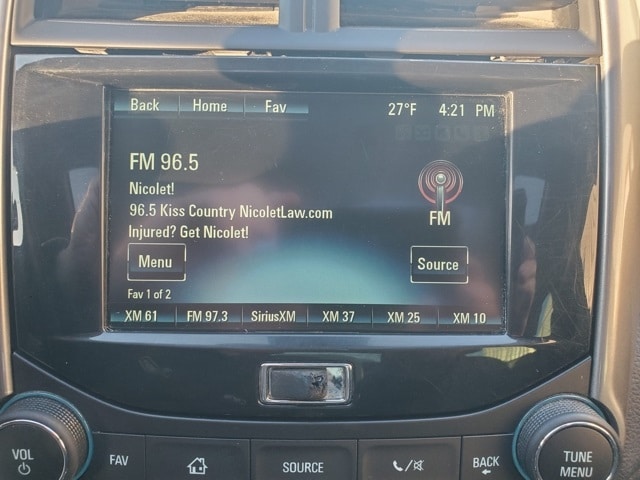 Back Home Fav 27°F 4:21 PM
FM 96.5
Nicolet!
96.5 Kiss Country NicoletLaw.com
Injured? Get Nicolet!
FM
Menu Source
Fav 1 of 2
XM 61 FM 97.3 SiriusXM XM 37 XM 25 XM 10
VOL FAV SOURCE BACK TUNE
MENU